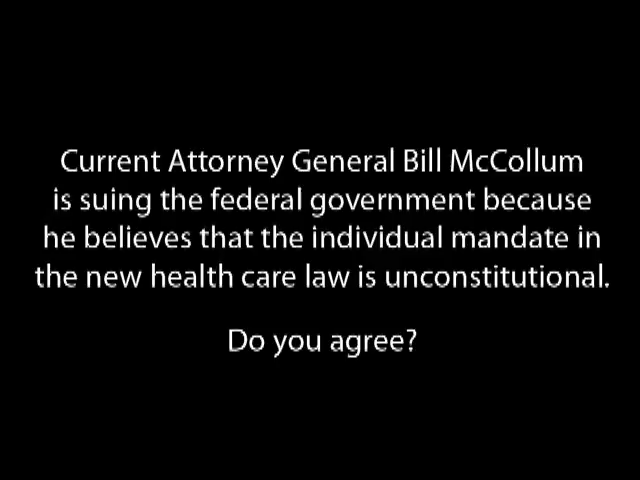 Current Attorney General Bill McCollum
is suing the federal government because
he believes that the individual mandate in
the new health care law is unconstitutional.
Do you agree?